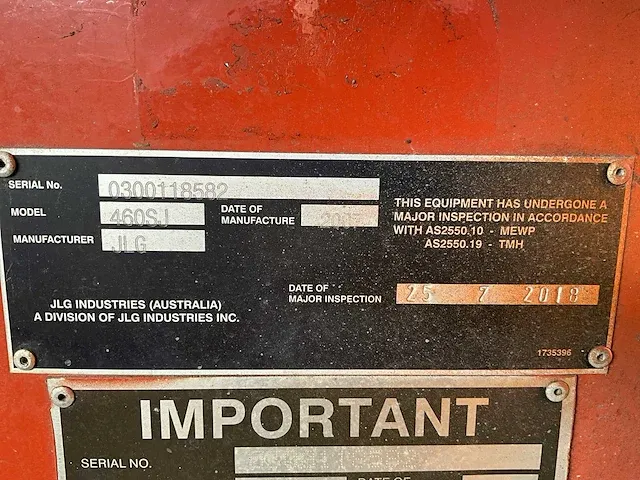 SERIAL No. 0300118582
MODEL 460SJ DATE OF MANUFACTURE 2007
MANUFACTURER JLG
THIS EQUIPMENT HAS UNDERGONE A
MAJOR INSPECTION IN ACCORDANCE
WITH AS2550.10 - MEWP
AS2550.19 - TMH
DATE OF
MAJOR INSPECTION 25 7 2018
JLG INDUSTRIES (AUSTRALIA)
A DIVISION OF JLG INDUSTRIES INC.
1735396
IMPORTANT
SERIAL NO.
DATE OF